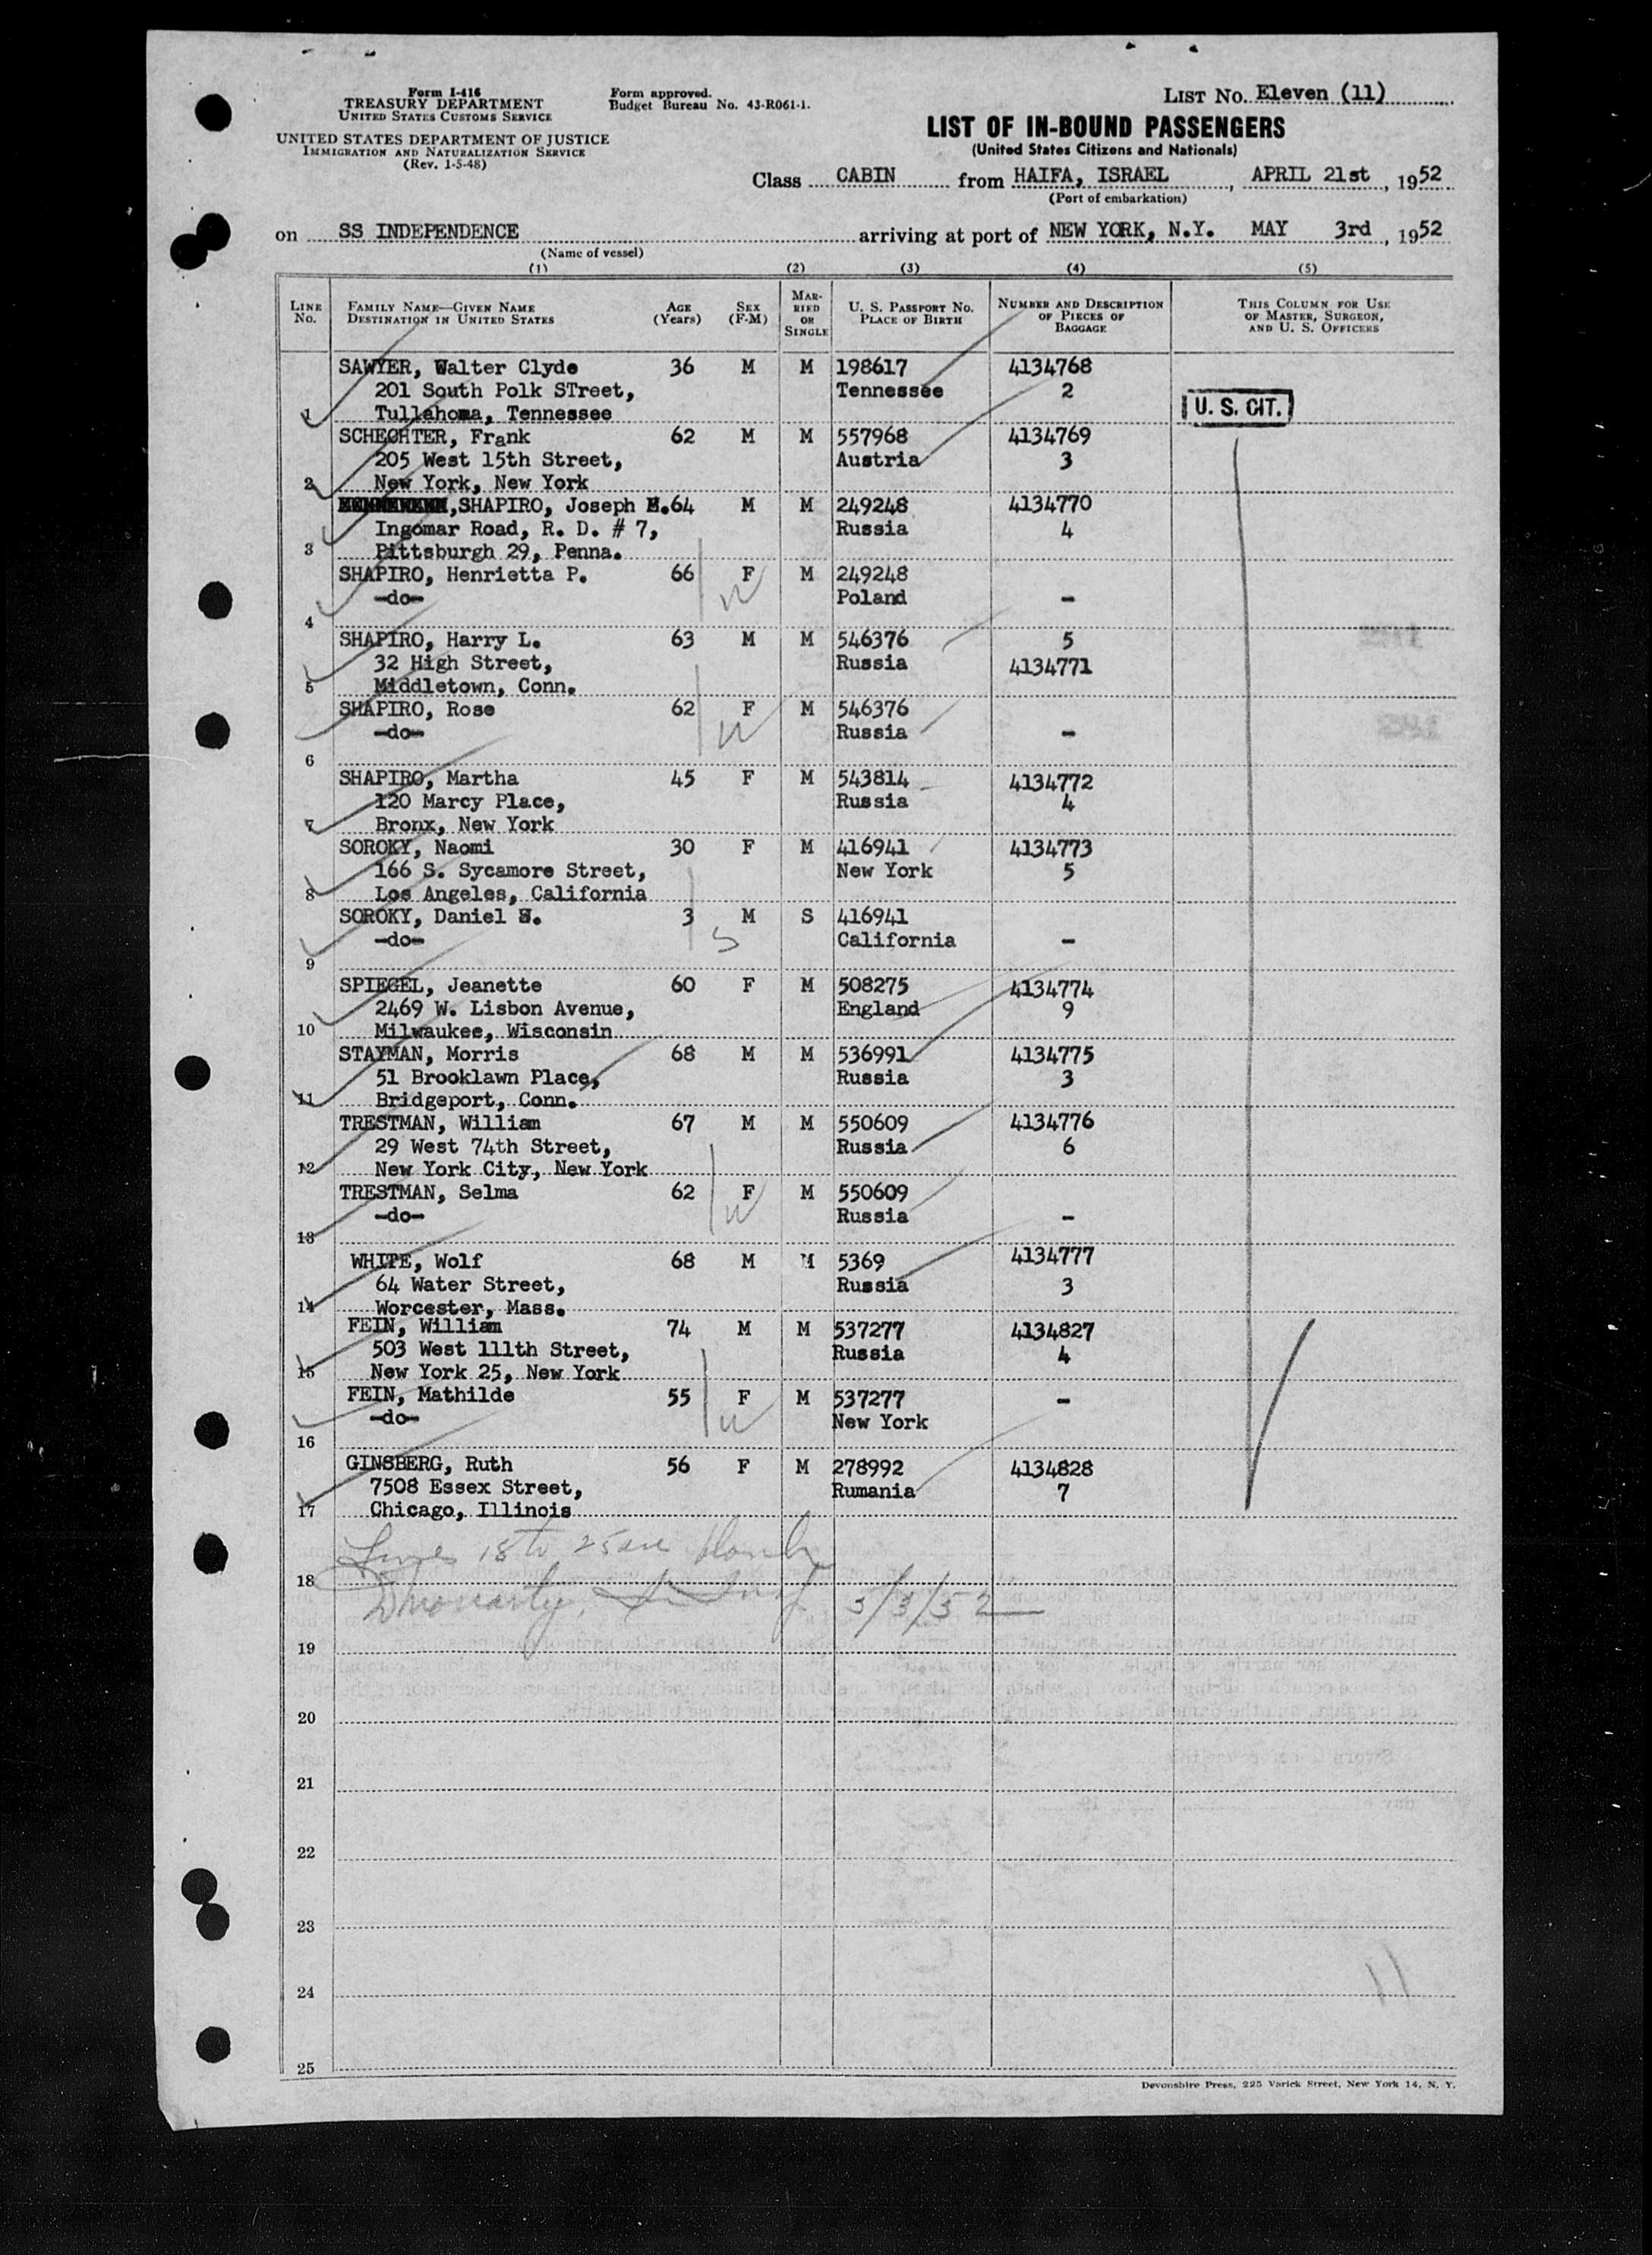 Form I-416
TREASURY DEPARTMENT
UNITED STATES CUSTOMS SERVICE
UNITED STATES DEPARTMENT OF JUSTICE
IMMIGRATION AND NATURALIZATION SERVICE
(Rev. 1-5-48)
Form approved.
Budget Bureau No. 43-R061-1.
LIST No. Eleven (11)
LIST OF IN-BOUND PASSENGERS
(United States Citizens and Nationals)
Class CABIN from HAIFA, ISRAEL, APRIL 21st, 1952
(Port of embarkation)
on SS INDEPENDENCE arriving at port of NEW YORK, N.Y. MAY 3rd, 1952
(Name of vessel)
(1) (2) (3) (4) (5)
LINE No. FAMILY NAME—GIVEN NAME DESTINATION IN UNITED STATES AGE (Years) SEX (F-M) MARRIED OR SINGLE U. S. PASSPORT NO. PLACE OF BIRTH NUMBER AND DESCRIPTION OF PIECES OF BAGGAGE THIS COLUMN FOR USE OF MASTER, SURGEON, AND U. S. OFFICERS
SAWYER, Walter Clyde 36 M M 198617 4134768
201 South Polk STreet, Tennessee 2
1 Tullahoma, Tennessee U. S. CIT.
SCHECHTER, Frank 62 M M 557968 4134769
205 West 15th Street, Austria 3
2 New York, New York
SHAPIRO, Joseph E. 64 M M 249248 4134770
Ingomar Road, R. D. # 7, Russia 4
3 Pittsburgh 29, Penna.
SHAPIRO, Henrietta P. 66 F M 249248
-do- W Poland -
4
SHAPIRO, Harry L. 63 M M 546376 5
32 High Street, Russia 4134771
5 Middletown, Conn.
SHAPIRO, Rose 62 F M 546376
-do- W Russia -
6
SHAPIRO, Martha 45 F M 543814 4134772
120 Marcy Place, Russia 4
7 Bronx, New York
SOROKY, Naomi 30 F M 416941 4134773
166 S. Sycamore Street, New York 5
8 Los Angeles, California
SOROKY, Daniel S. 3 M S 416941
-do- S California -
9
SPIEGEL, Jeanette 60 F M 508275 4134774
2469 W. Lisbon Avenue, England 9
10 Milwaukee, Wisconsin
STAYMAN, Morris 68 M M 536991 4134775
51 Brooklawn Place, Russia 3
11 Bridgeport, Conn.
TRESTMAN, William 67 M M 550609 4134776
29 West 74th Street, Russia 6
12 New York City, New York
TRESTMAN, Selma 62 F M 550609
-do- W Russia -
13
WHITE, Wolf 68 M M 5369 4134777
64 Water Street, Russia 3
14 Worcester, Mass.
FEIN, William 74 M M 537277 4134827
503 West 111th Street, Russia 4
15 New York 25, New York
FEIN, Mathilde 55 F M 537277 -
-do- W New York
16
GINSBERG, Ruth 56 F M 278992 4134828
7508 Essex Street, Rumania 7
17 Chicago, Illinois
Lines 18 to 25 are blank
18
5/3/52
19
20
21
22
23
24
11
25
Devonshire Press, 225 Varick Street, New York 14, N. Y.